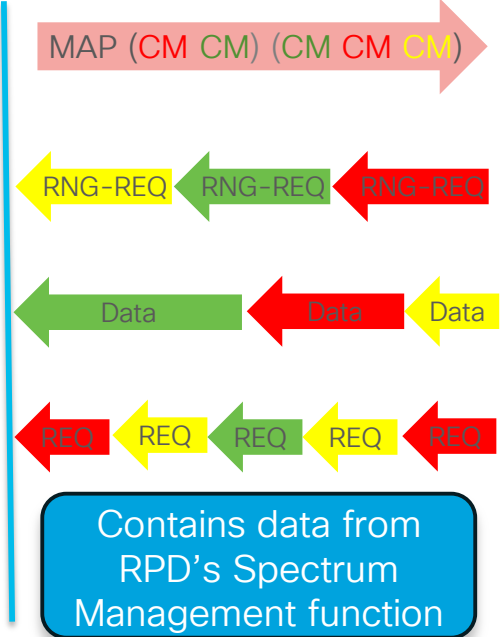 MAP (CM CM) (CM CM CM)
RNG-REQ RNG-REQ RNG-REQ
Data Data Data
REQ REQ REQ REQ REQ
Contains data from
RPD's Spectrum
Management function